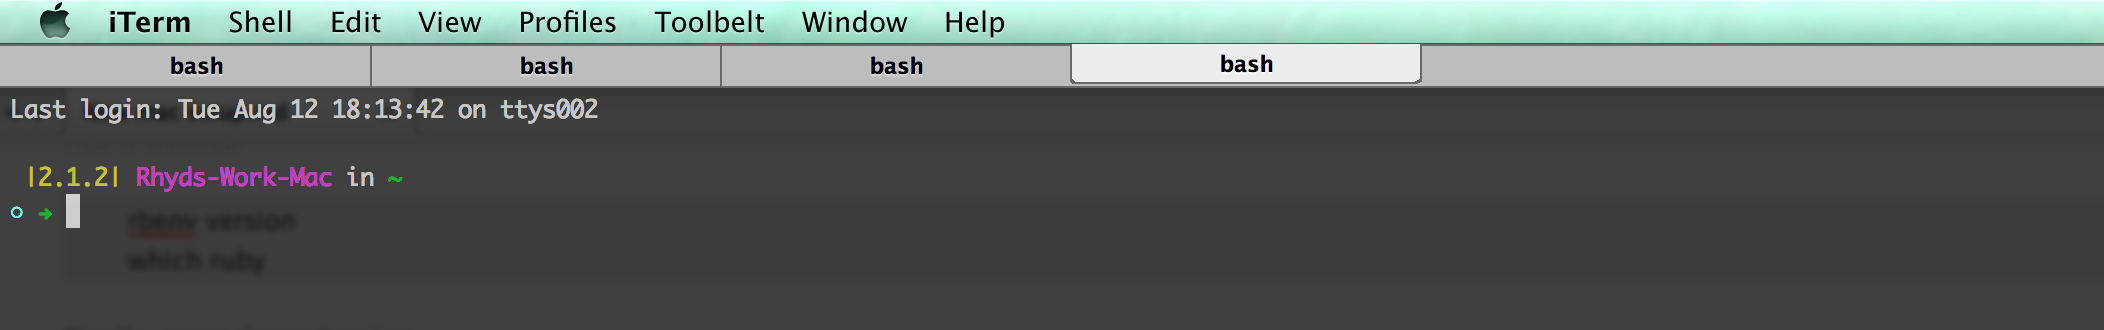 iTerm Shell Edit View Profiles Toolbelt Window Help
bash bash bash bash
Last login: Tue Aug 12 18:13:42 on ttys002
|2.1.2| Rhyds-Work-Mac in ~
➜
rbenv version
which ruby